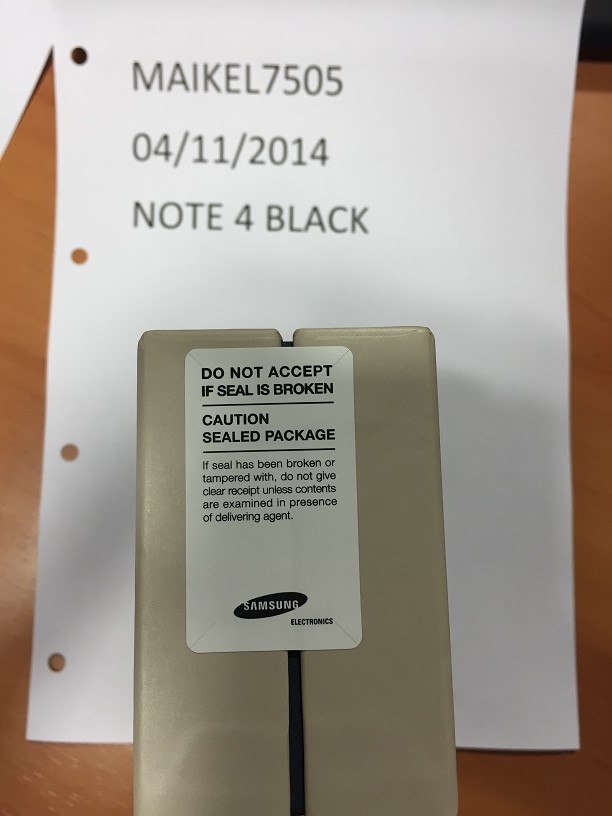 MAIKEL7505
04/11/2014
NOTE 4 BLACK
DO NOT ACCEPT
IF SEAL IS BROKEN
CAUTION
SEALED PACKAGE
If seal has been broken or
tampered with, do not give
clear receipt unless contents
are examined in presence
of delivering agent.
SAMSUNG
ELECTRONICS